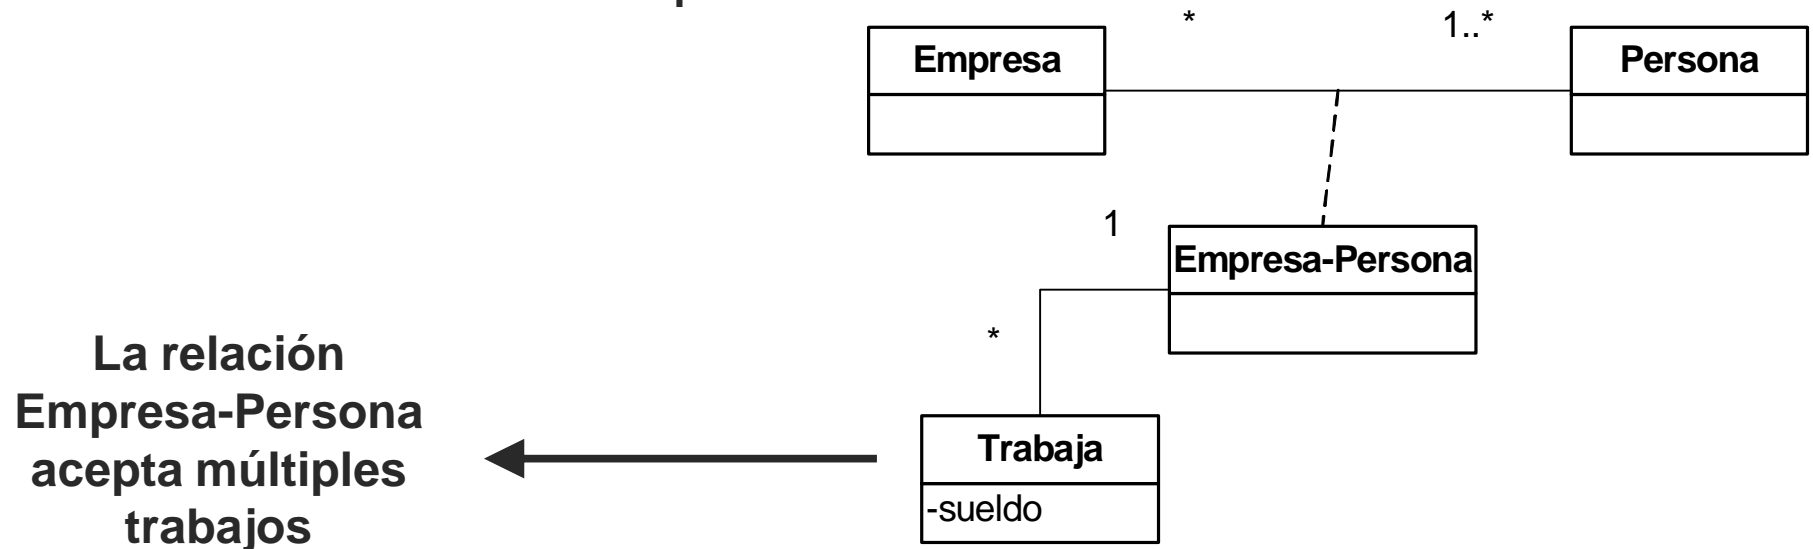 * 1..*
Empresa
Persona
1
Empresa-Persona
*
La relación
Empresa-Persona
acepta múltiples
trabajos
Trabaja
-sueldo